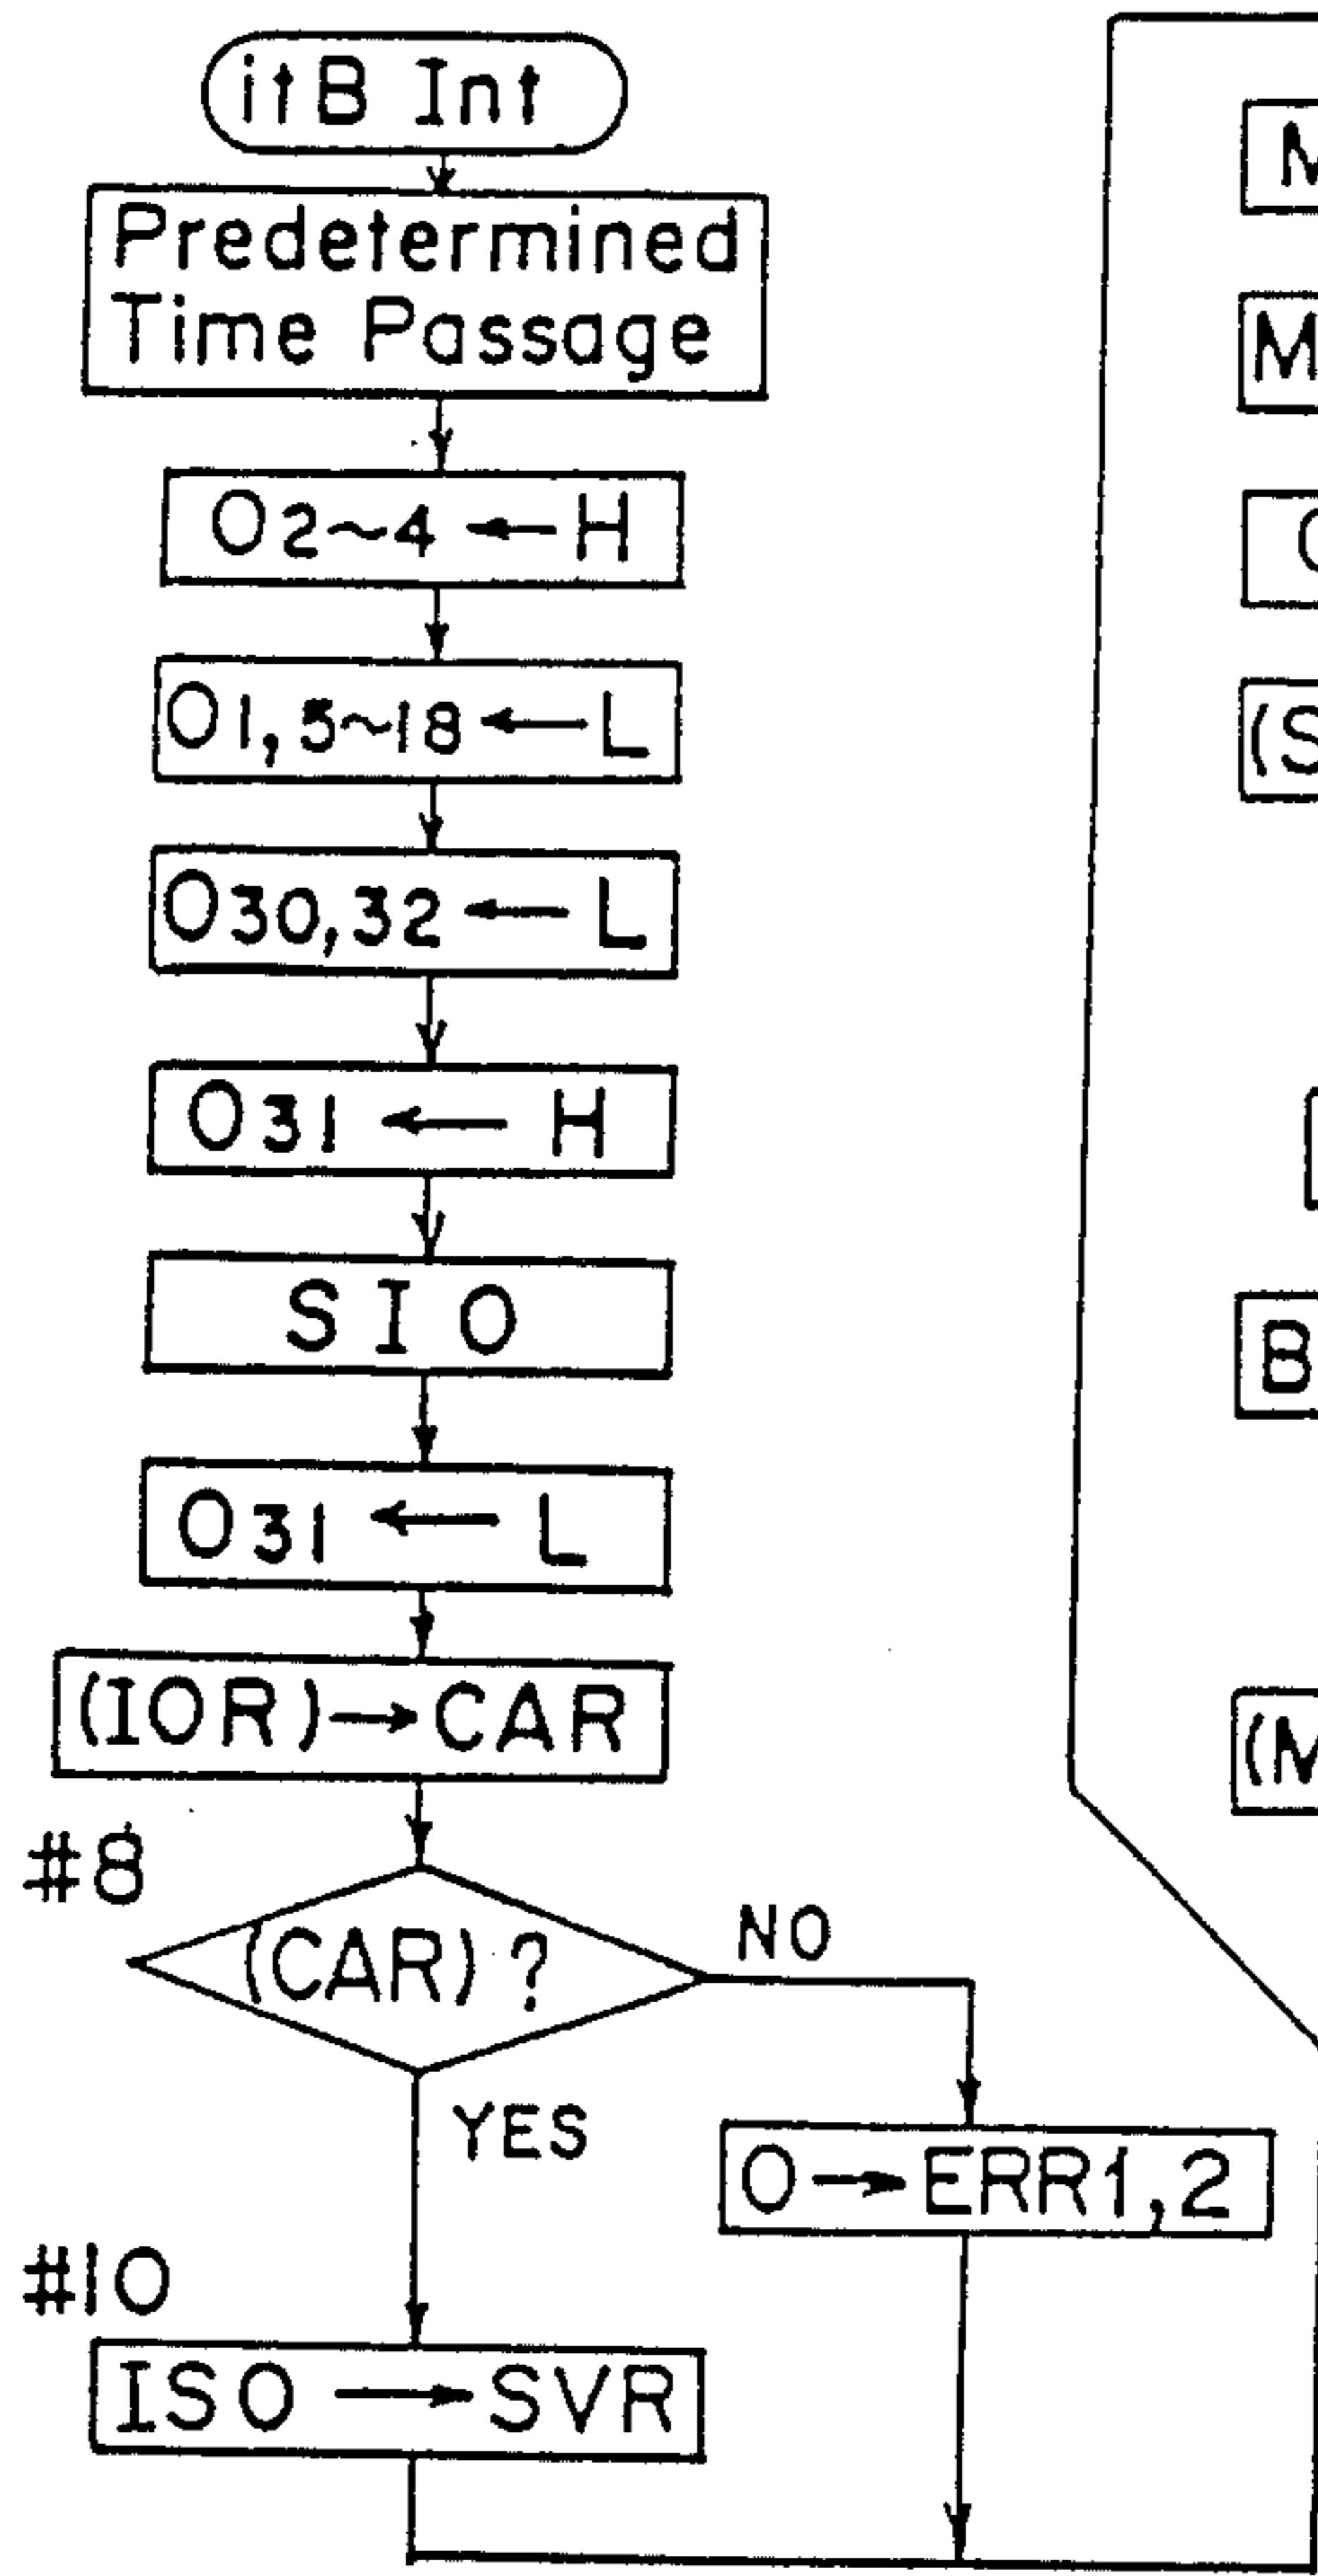 itB Int
Predetermined
Time Passage
O2~4 ← H
O1,5~18 ← L
O30,32 ← L
O31 ← H
SIO
O31 ← L
(IOR)→CAR
#8
(CAR)?
NO
YES
O→ERR1,2
#10
ISO → SVR
M
M
(S
B
(M